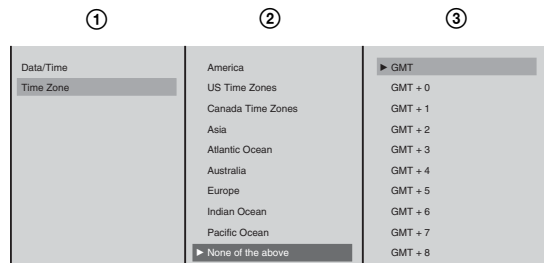 1
2
3
Data/Time
Time Zone
America
US Time Zones
Canada Time Zones
Asia
Atlantic Ocean
Australia
Europe
Indian Ocean
Pacific Ocean
► None of the above
► GMT
GMT + 0
GMT + 1
GMT + 2
GMT + 3
GMT + 4
GMT + 5
GMT + 6
GMT + 7
GMT + 8